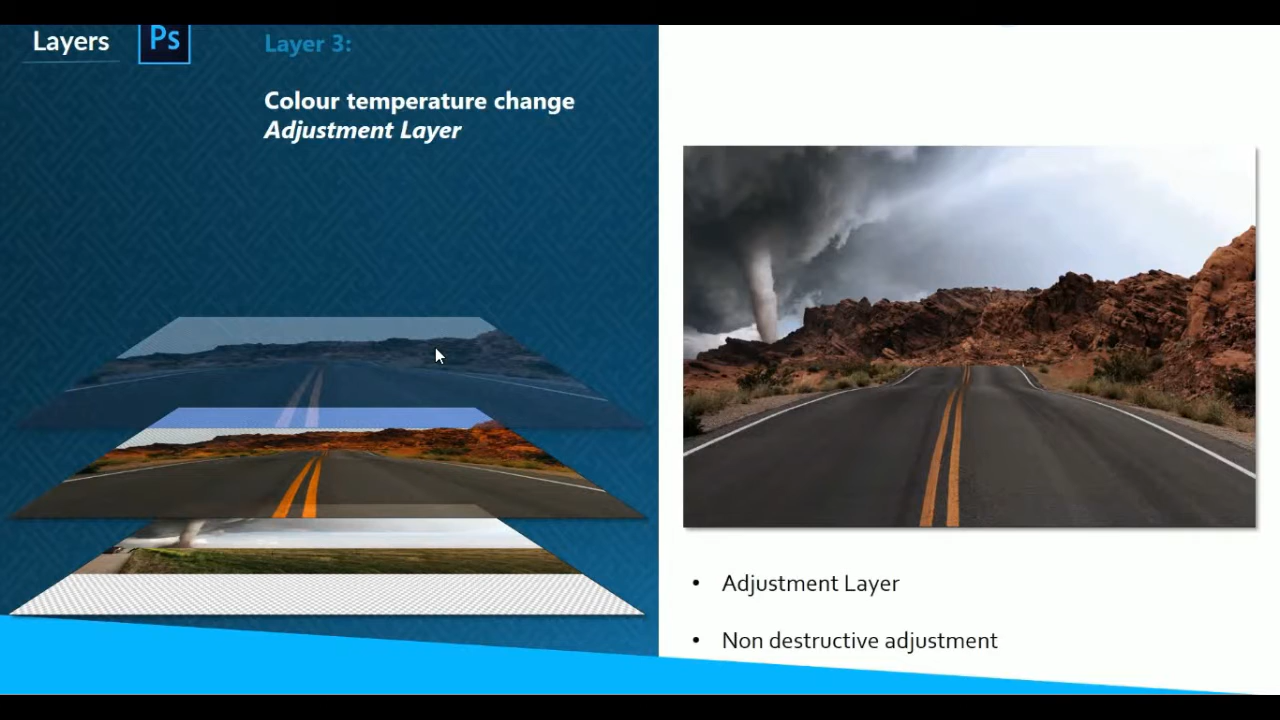 Layers
Ps
Layer 3:
Colour temperature change
Adjustment Layer
• Adjustment Layer
• Non destructive adjustment